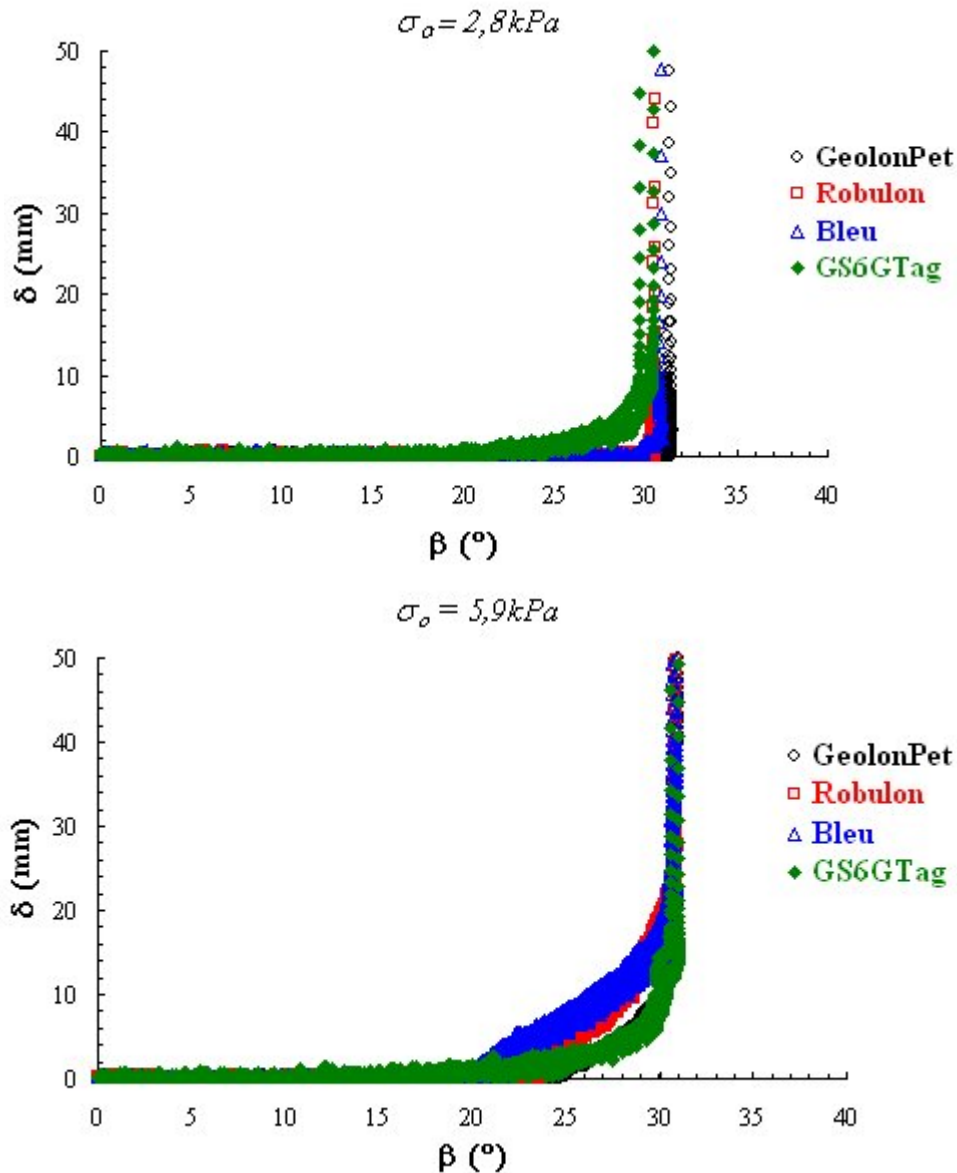 σo = 2,8kPa
50
40
30
20
10
0
δ (mm)
0 5 10 15 20 25 30 35 40
β (°)
GeolonPet
Robulon
Bleu
GS6GTag
σo = 5,9kPa
50
40
30
20
10
0
δ (mm)
0 5 10 15 20 25 30 35 40
β (°)
GeolonPet
Robulon
Bleu
GS6GTag